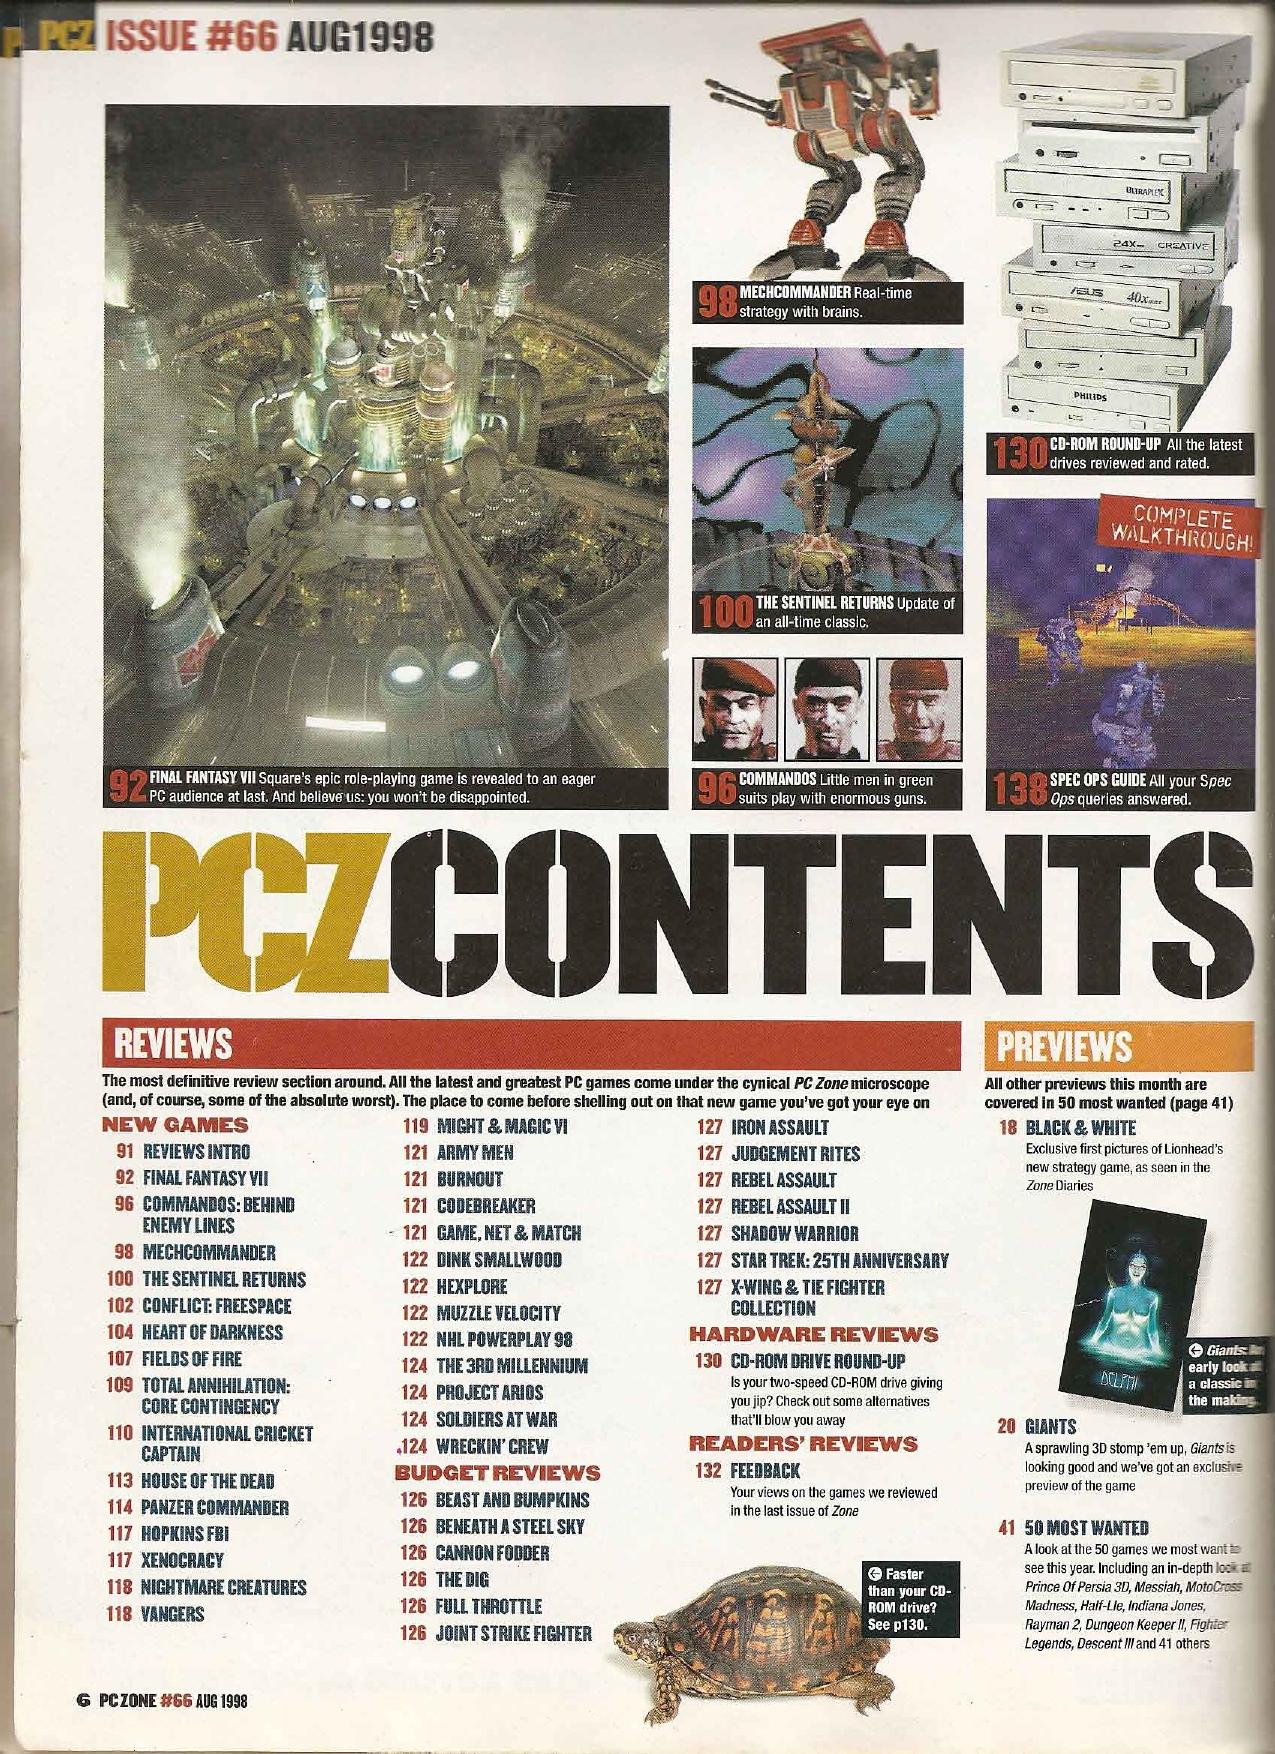 PCZ ISSUE #66 AUG1998
98 MECHCOMMANDER Real-time
strategy with brains.
ULTRAPLEX
24X CREATIVE
ASUS 40x
PHILIPS
130 CD-ROM ROUND-UP All the latest
drives reviewed and rated.
100 THE SENTINEL RETURNS Update of
an all-time classic.
COMPLETE
WALKTHROUGH!
92 FINAL FANTASY VII Square's epic role-playing game is revealed to an eager
PC audience at last. And believe us: you won't be disappointed.
96 COMMANDOS Little men in green
suits play with enormous guns.
138 SPEC OPS GUIDE All your Spec
Ops queries answered.
PCZCONTENTS
REVIEWS
The most definitive review section around. All the latest and greatest PC games come under the cynical PC Zone microscope
(and, of course, some of the absolute worst). The place to come before shelling out on that new game you've got your eye on
NEW GAMES
91 REVIEWS INTRO
92 FINAL FANTASY VII
96 COMMANDOS: BEHIND
ENEMY LINES
98 MECHCOMMANDER
100 THE SENTINEL RETURNS
102 CONFLICT: FREESPACE
104 HEART OF DARKNESS
107 FIELDS OF FIRE
109 TOTAL ANNIHILATION:
CORE CONTINGENCY
110 INTERNATIONAL CRICKET
CAPTAIN
113 HOUSE OF THE DEAD
114 PANZER COMMANDER
117 HOPKINS FBI
117 XENOCRACY
118 NIGHTMARE CREATURES
118 VANGERS
119 MIGHT & MAGIC VI
121 ARMY MEN
121 BURNOUT
121 CODEBREAKER
121 GAME, NET & MATCH
122 DINK SMALLWOOD
122 HEXPLORE
122 MUZZLE VELOCITY
122 NHL POWERPLAY 98
124 THE 3RD MILLENNIUM
124 PROJECT ARIOS
124 SOLDIERS AT WAR
124 WRECKIN' CREW
BUDGET REVIEWS
126 BEAST AND BUMPKINS
126 BENEATH A STEEL SKY
126 CANNON FODDER
126 THE DIG
126 FULL THROTTLE
126 JOINT STRIKE FIGHTER
127 IRON ASSAULT
127 JUDGEMENT RITES
127 REBEL ASSAULT
127 REBEL ASSAULT II
127 SHADOW WARRIOR
127 STAR TREK: 25TH ANNIVERSARY
127 X-WING & TIE FIGHTER
COLLECTION
HARDWARE REVIEWS
130 CD-ROM DRIVE ROUND-UP
Is your two-speed CD-ROM drive giving
you jip? Check out some alternatives
that'll blow you away
READERS' REVIEWS
132 FEEDBACK
Your views on the games we reviewed
in the last issue of Zone
Faster
than your CD-
ROM drive?
See p130.
PREVIEWS
All other previews this month are
covered in 50 most wanted (page 41)
18 BLACK & WHITE
Exclusive first pictures of Lionhead's
new strategy game, as seen in the
Zone Diaries
DELPHI
Giants: An
early look at
a classic in
the making.
20 GIANTS
A sprawling 3D stomp 'em up, Giants is
looking good and we've got an exclusive
preview of the game
41 50 MOST WANTED
A look at the 50 games we most want to
see this year. Including an in-depth look at
Prince Of Persia 3D, Messiah, MotoCross
Madness, Half-Lie, Indiana Jones,
Rayman 2, Dungeon Keeper II, Fighter
Legends, Descent III and 41 others
6 PC ZONE #66 AUG 1998